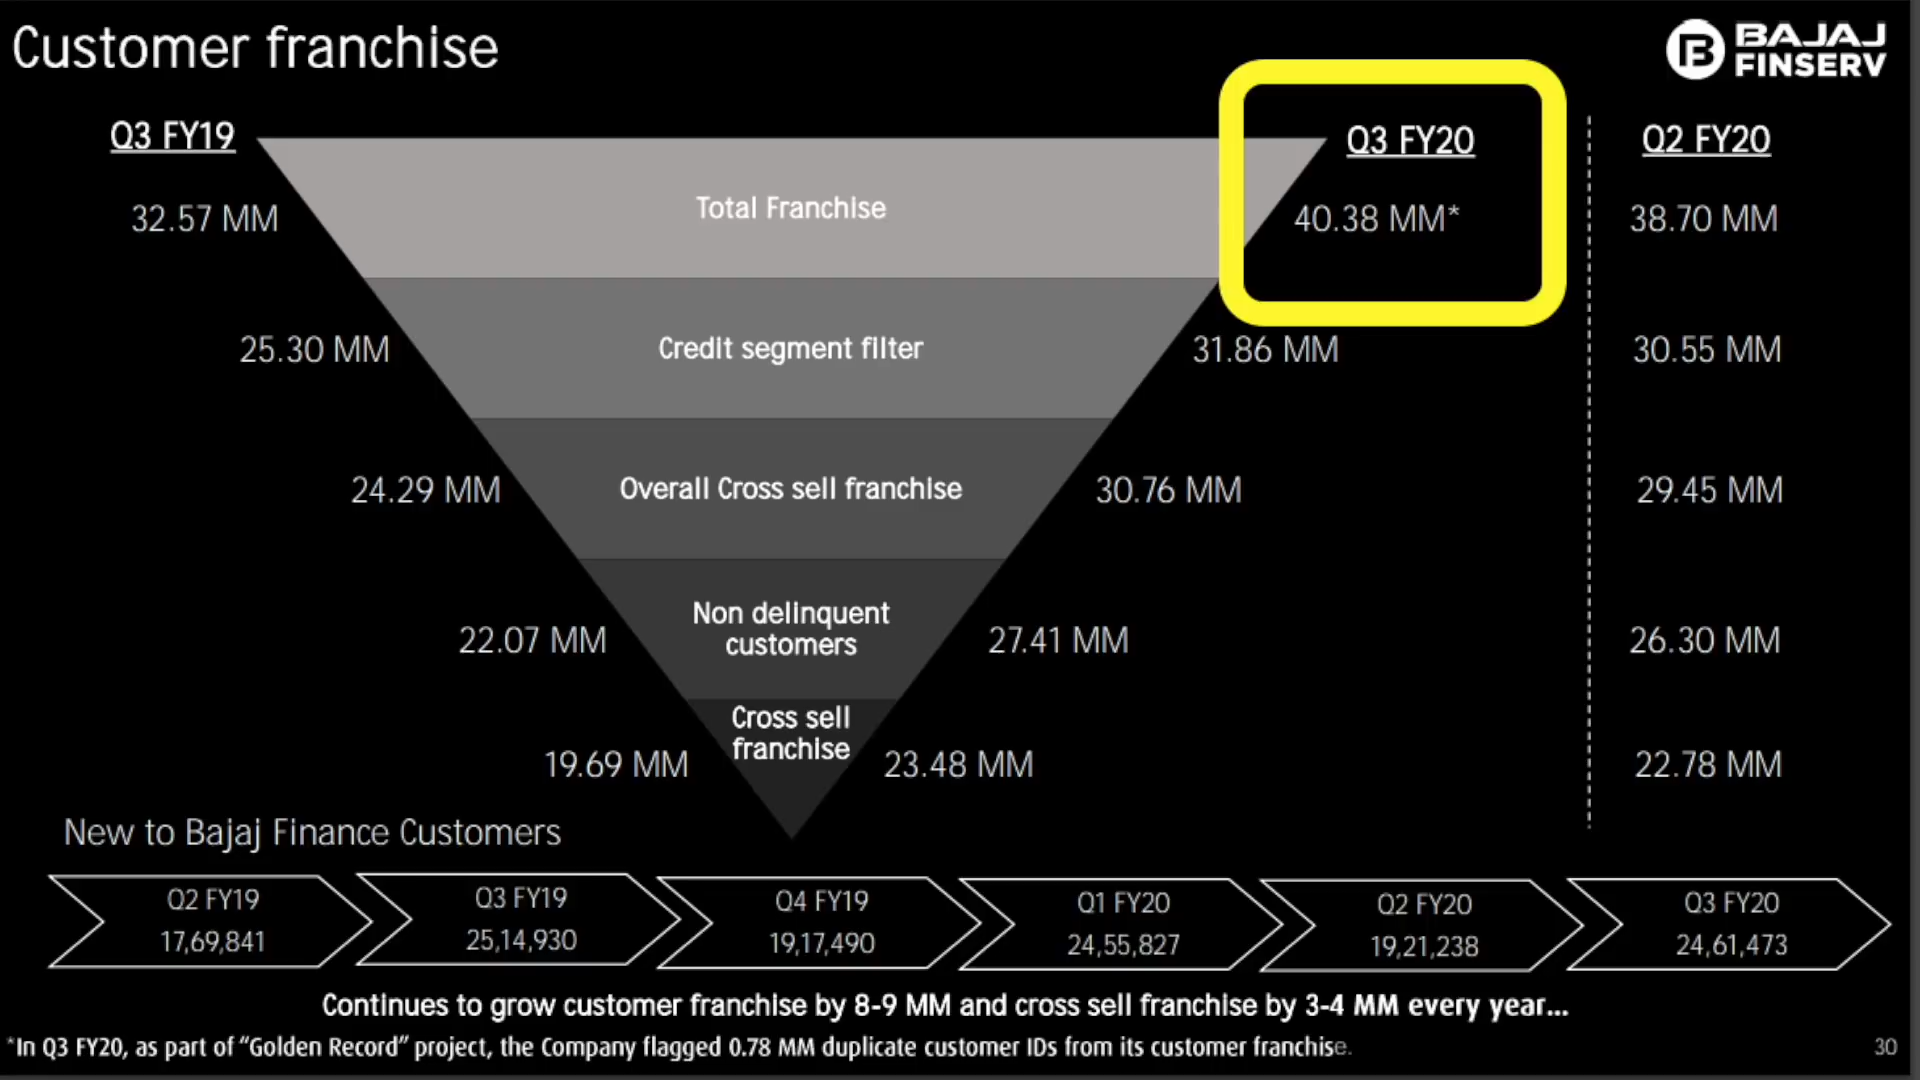 Customer franchise
BAJAJ
FINSERV
Q3 FY19
Q3 FY20
Q2 FY20
32.57 MM
Total Franchise
40.38 MM*
38.70 MM
25.30 MM
Credit segment filter
31.86 MM
30.55 MM
24.29 MM
Overall Cross sell franchise
30.76 MM
29.45 MM
22.07 MM
Non delinquent
customers
27.41 MM
26.30 MM
19.69 MM
Cross sell
franchise
23.48 MM
22.78 MM
New to Bajaj Finance Customers
Q2 FY19
17,69,841
Q3 FY19
25,14,930
Q4 FY19
19,17,490
Q1 FY20
24,55,827
Q2 FY20
19,21,238
Q3 FY20
24,61,473
Continues to grow customer franchise by 8-9 MM and cross sell franchise by 3-4 MM every year...
*In Q3 FY20, as part of “Golden Record” project, the Company flagged 0.78 MM duplicate customer IDs from its customer franchise.
30